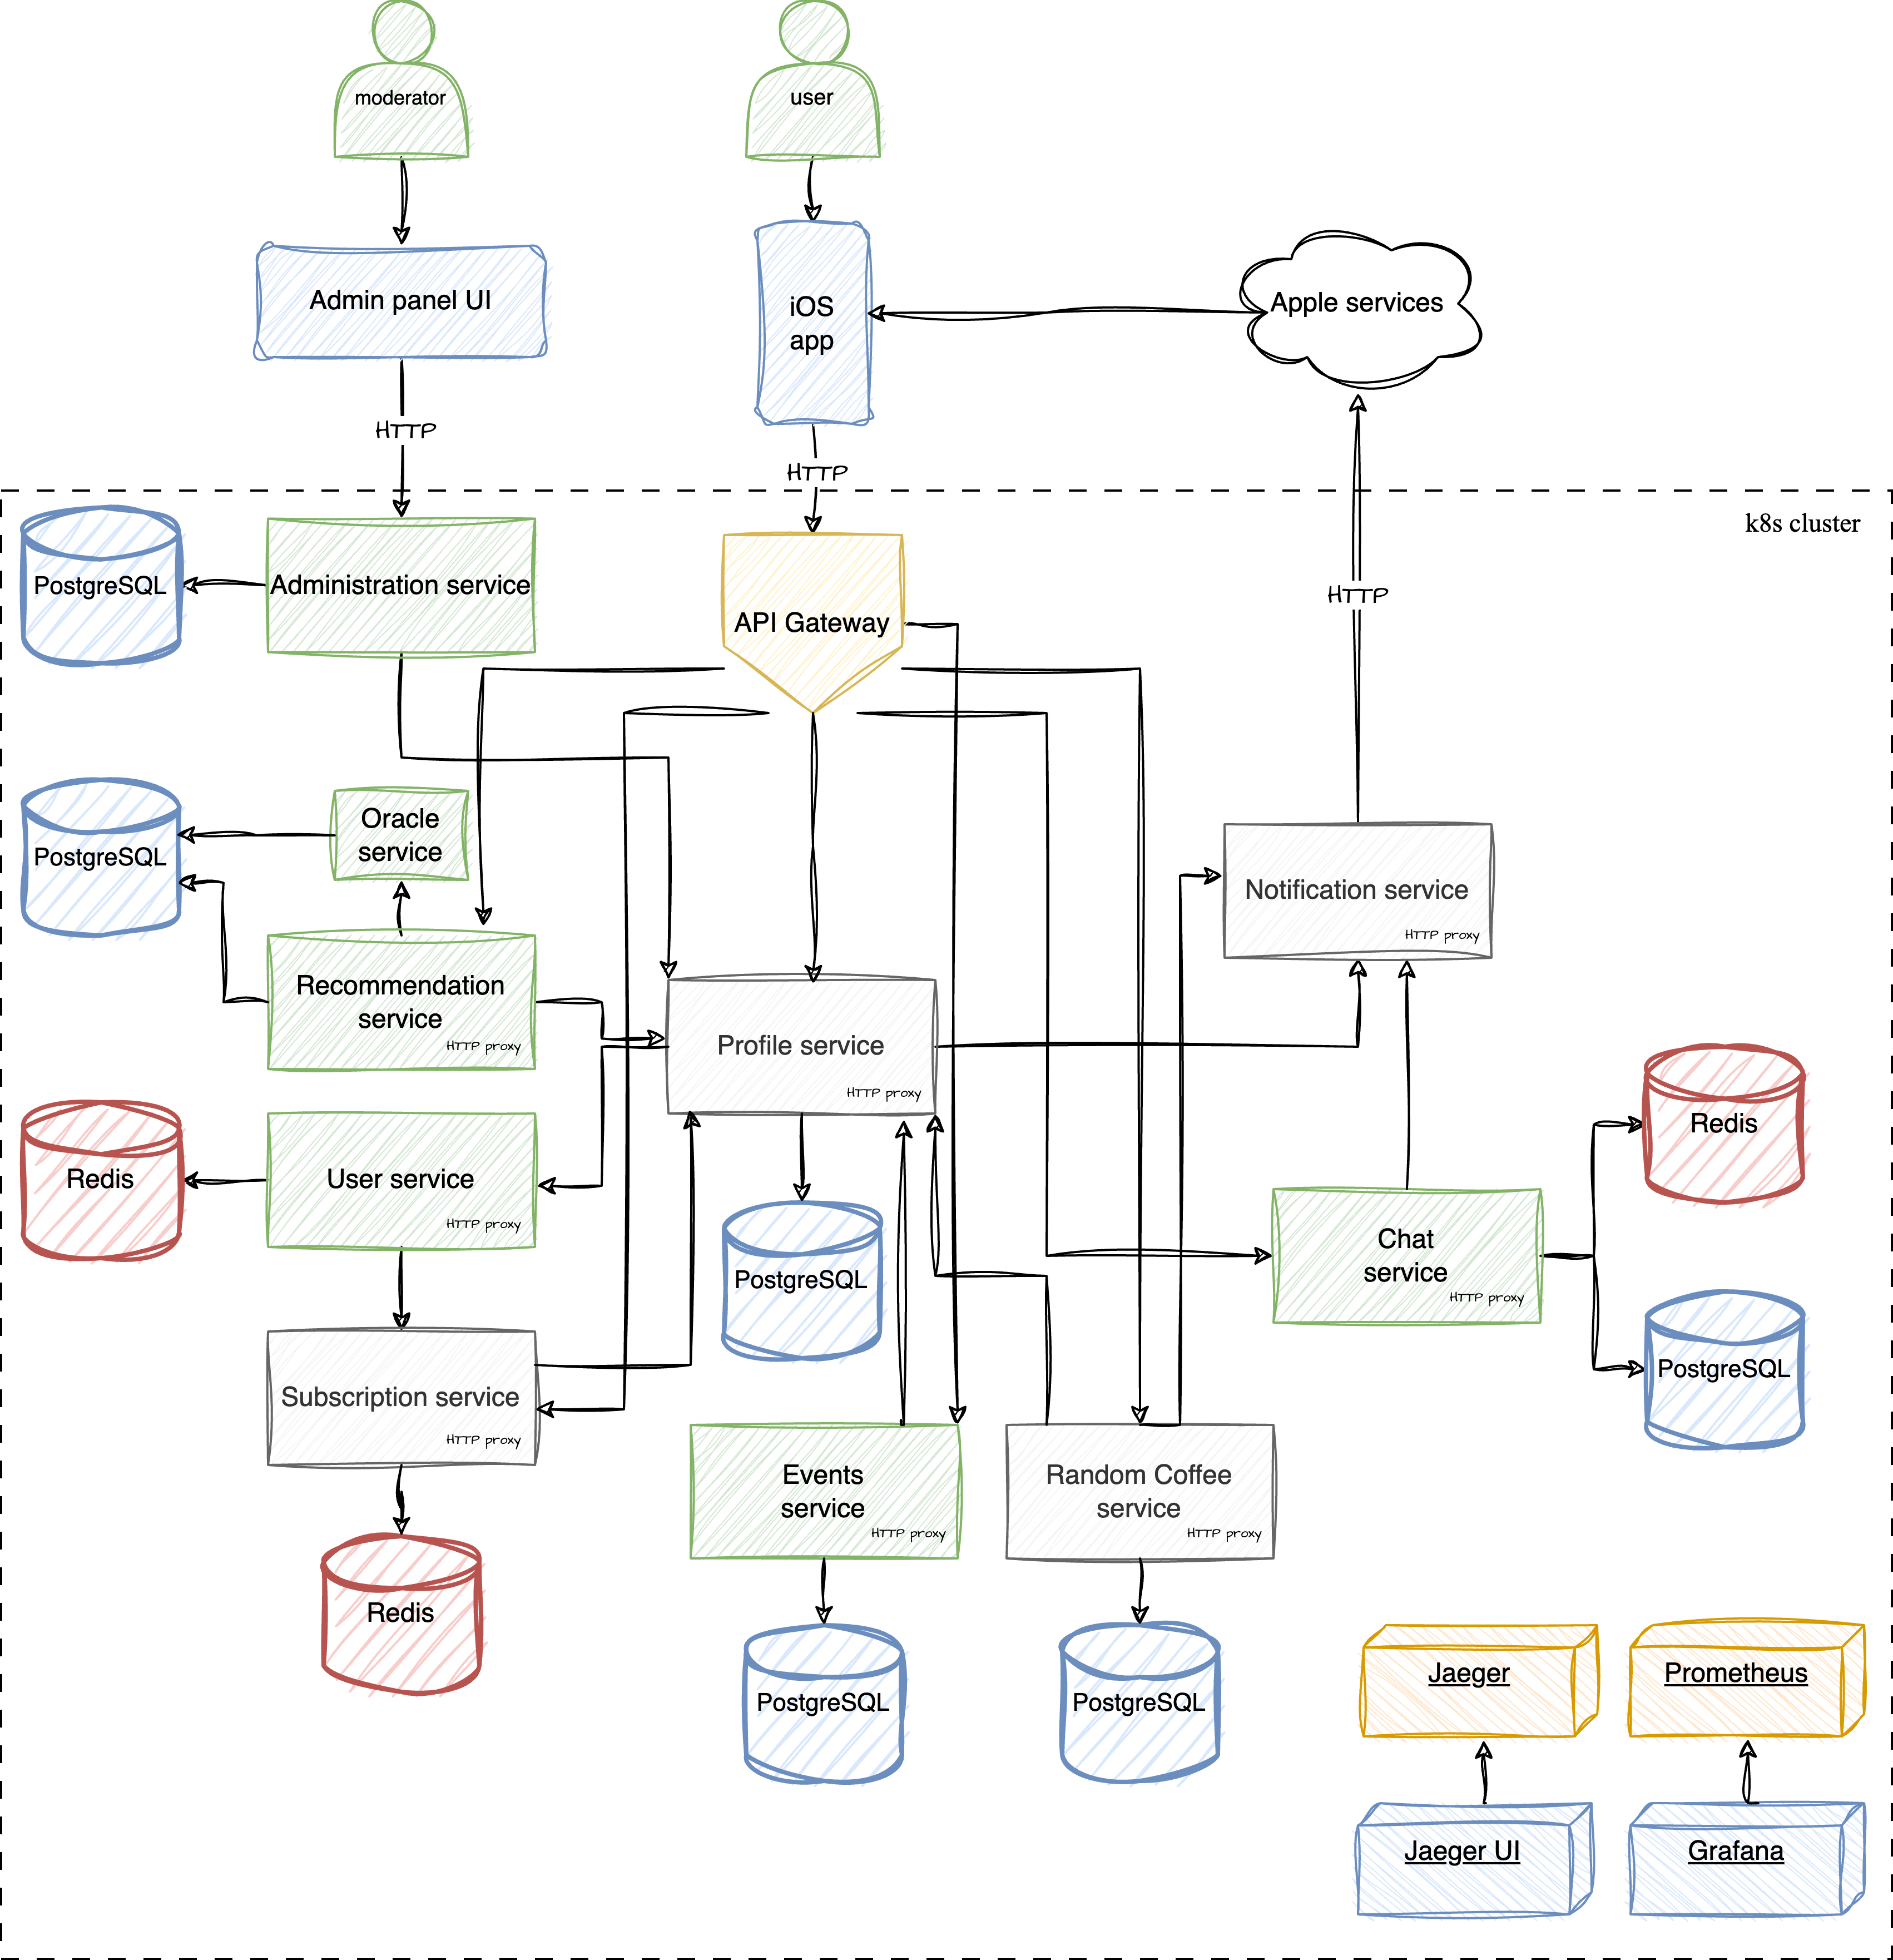 moderator
user
Admin panel UI
iOS
app
Apple services
HTTP
HTTP
k8s cluster
PostgreSQL
Administration service
API Gateway
HTTP
Oracle
service
PostgreSQL
Notification service
HTTP proxy
Recommendation
service
HTTP proxy
Profile service
HTTP proxy
Redis
User service
HTTP proxy
Redis
Chat
service
HTTP proxy
PostgreSQL
PostgreSQL
Subscription service
HTTP proxy
Events
service
HTTP proxy
Random Coffee
service
HTTP proxy
Redis
PostgreSQL
PostgreSQL
Jaeger
Prometheus
Jaeger UI
Grafana